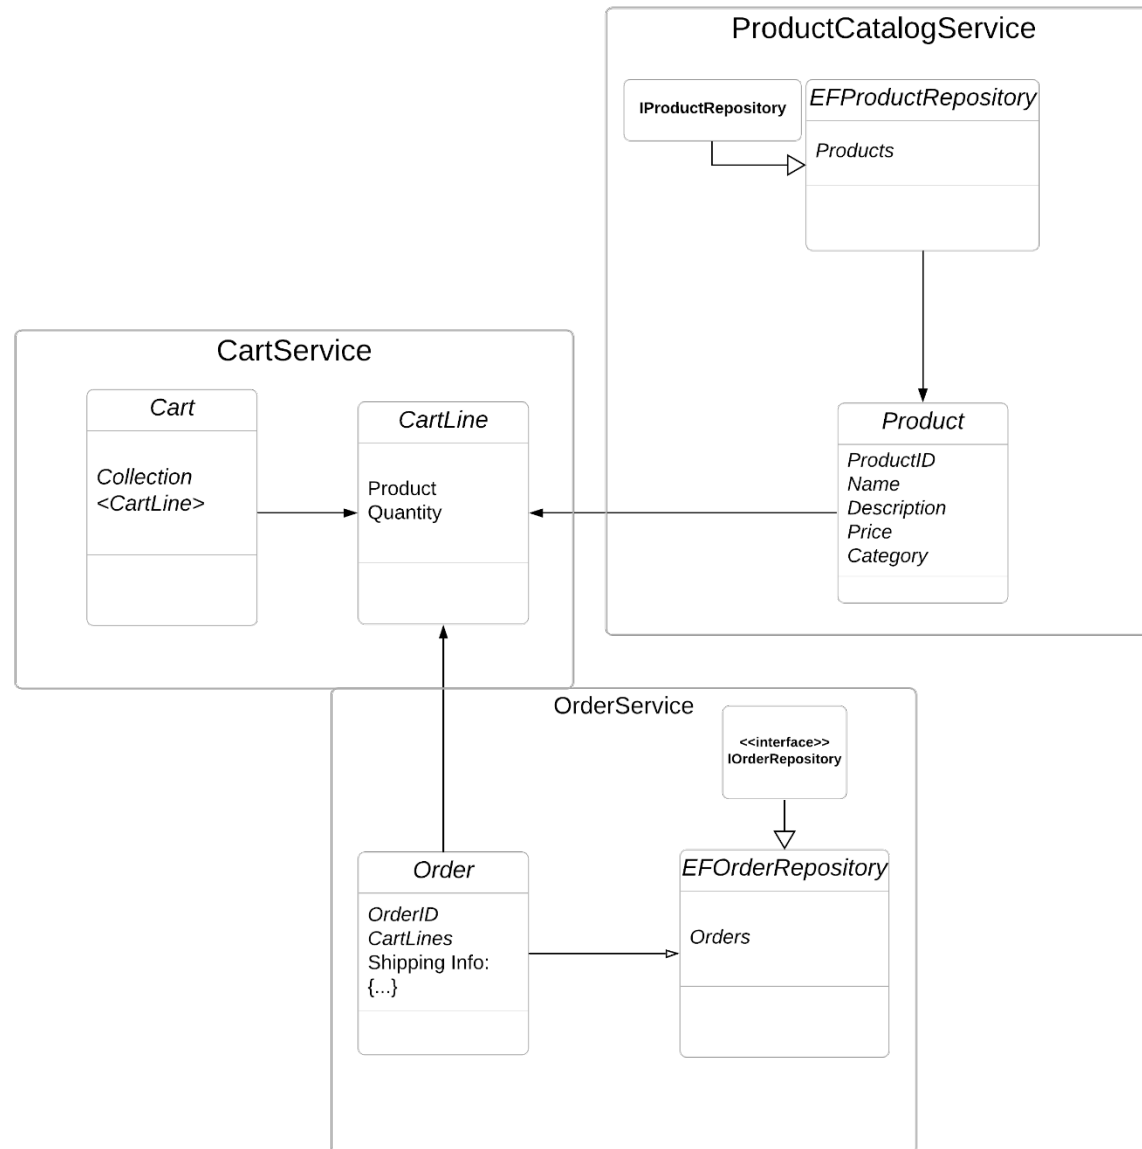 ProductCatalogService
IProductRepository
EFProductRepository
Products
Product
ProductID
Name
Description
Price
Category
CartService
Cart
Collection
<CartLine>
CartLine
Product
Quantity
OrderService
<<interface>>
IOrderRepository
Order
OrderID
CartLines
Shipping Info:
{...}
EFOrderRepository
Orders